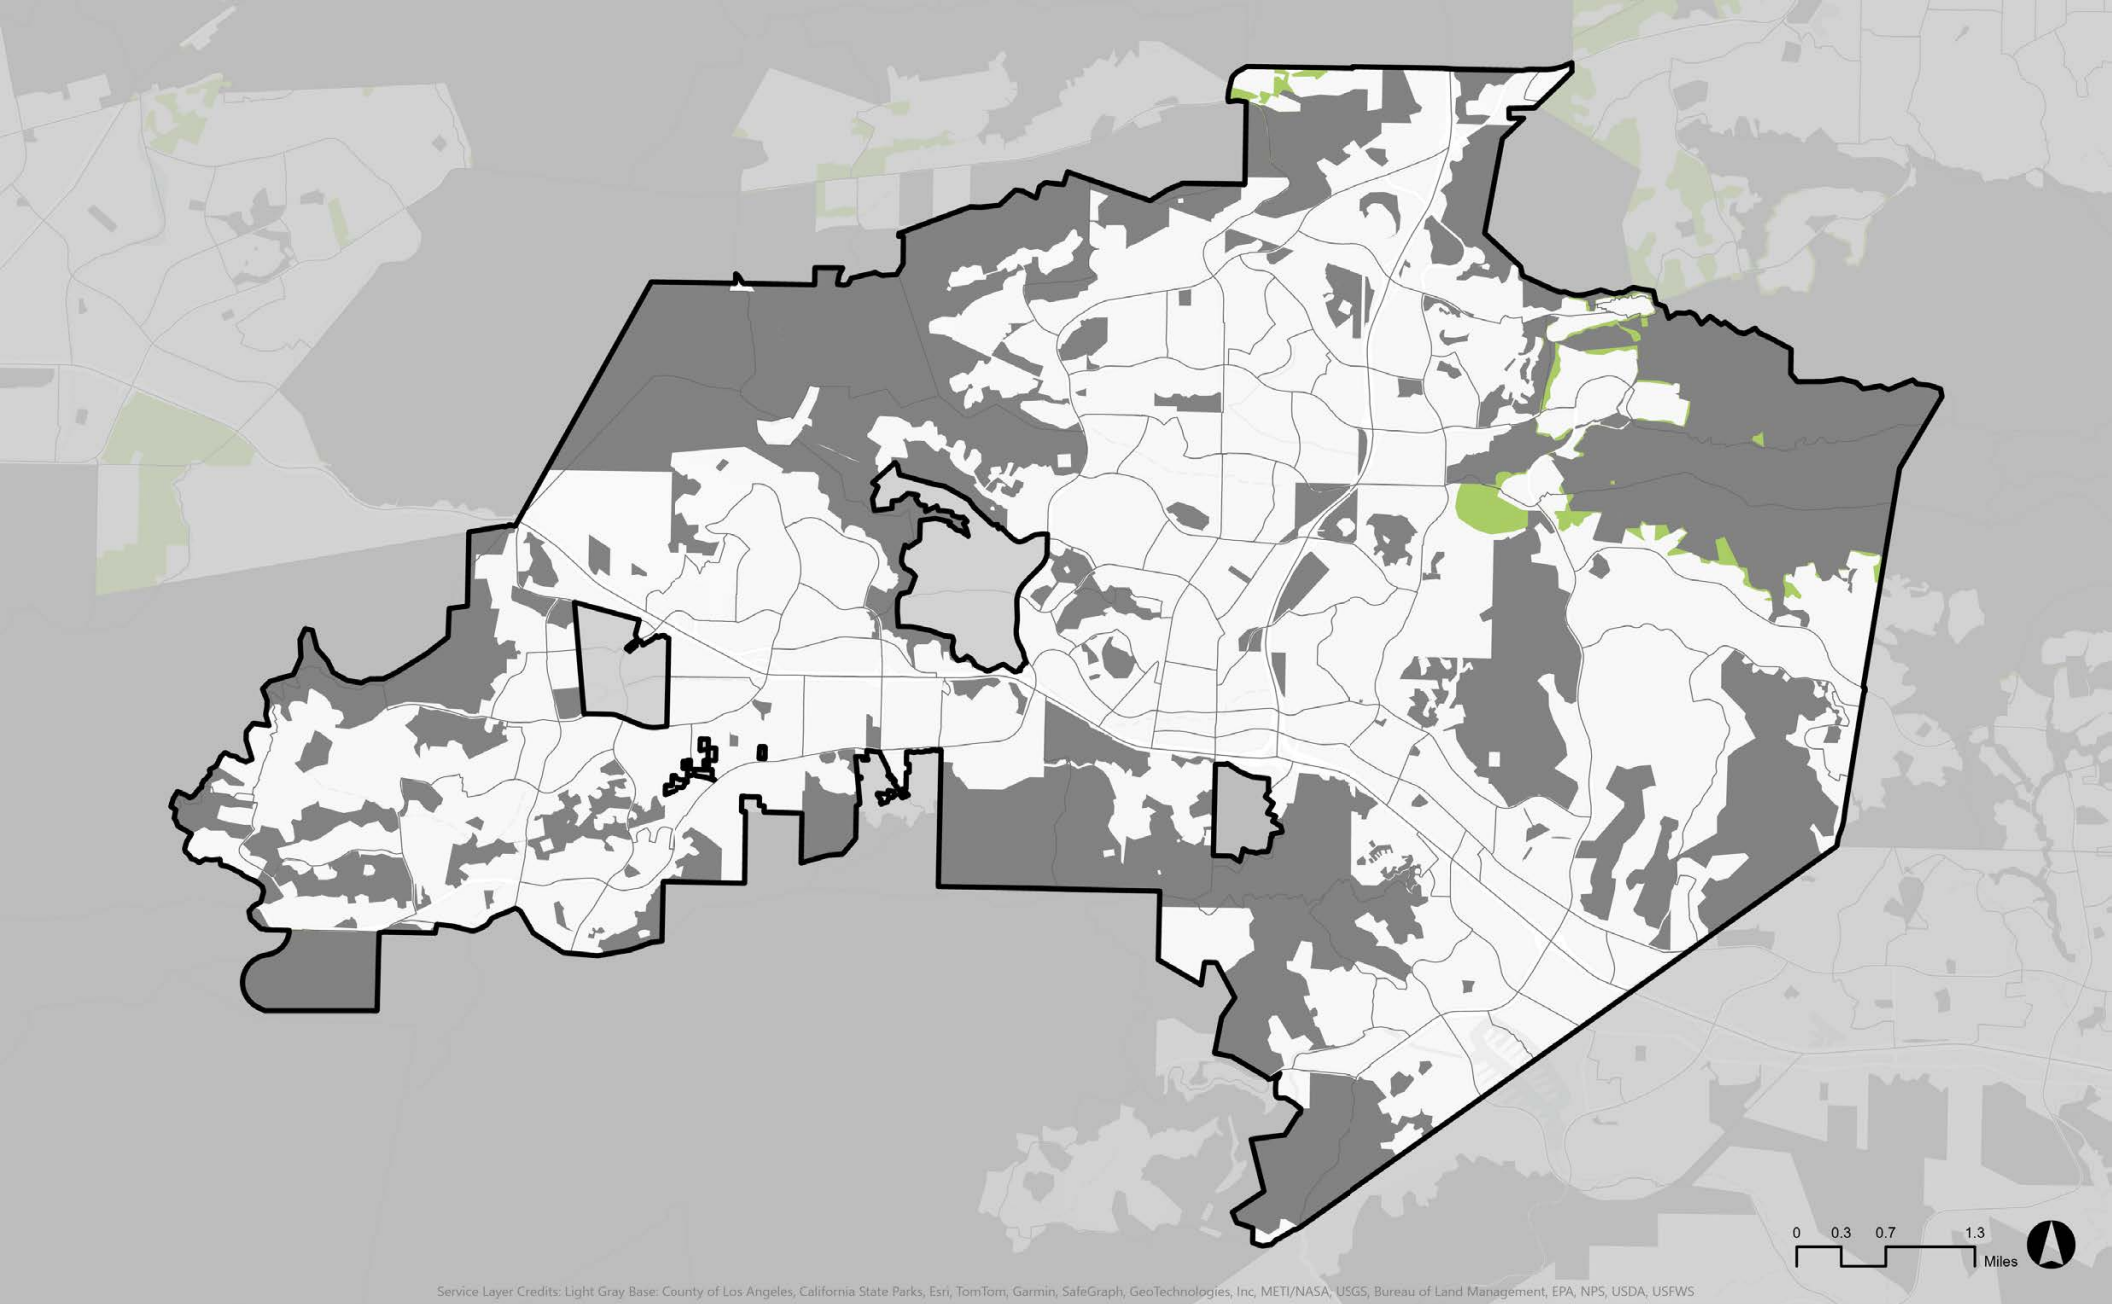 0 0.3 0.7 1.3
Miles
Service Layer Credits: Light Gray Base: County of Los Angeles, California State Parks, Esri, TomTom, Garmin, SafeGraph, GeoTechnologies, Inc, METI/NASA, USGS, Bureau of Land Management, EPA, NPS, USDA, USFWS